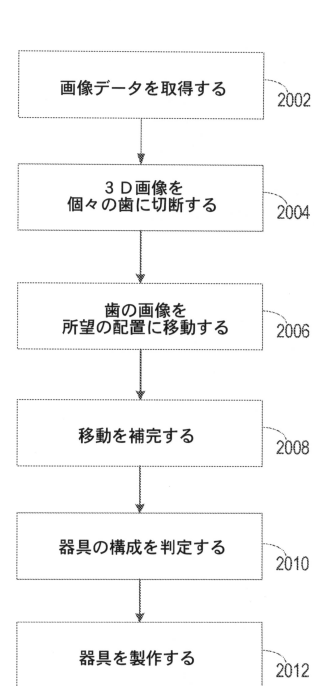 画像データを取得する
2002
3D画像を
個々の歯に切断する
2004
歯の画像を
所望の配置に移動する
2006
移動を補完する
2008
器具の構成を判定する
2010
器具を製作する
2012